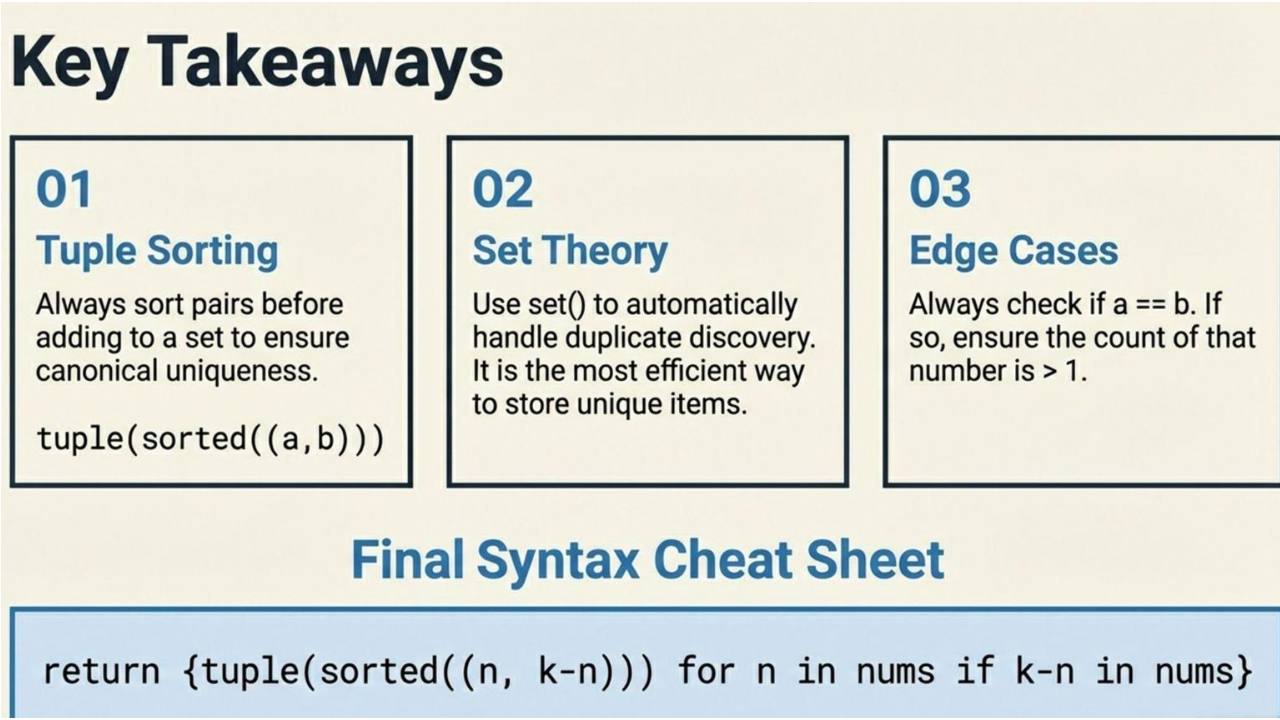 Key Takeaways
01
Tuple Sorting
Always sort pairs before
adding to a set to ensure
canonical uniqueness.
tuple(sorted((a,b)))
02
Set Theory
Use set() to automatically
handle duplicate discovery.
It is the most efficient way
to store unique items.
03
Edge Cases
Always check if a == b. If
so, ensure the count of that
number is > 1.
Final Syntax Cheat Sheet
return {tuple(sorted((n, k-n))) for n in nums if k-n in nums}